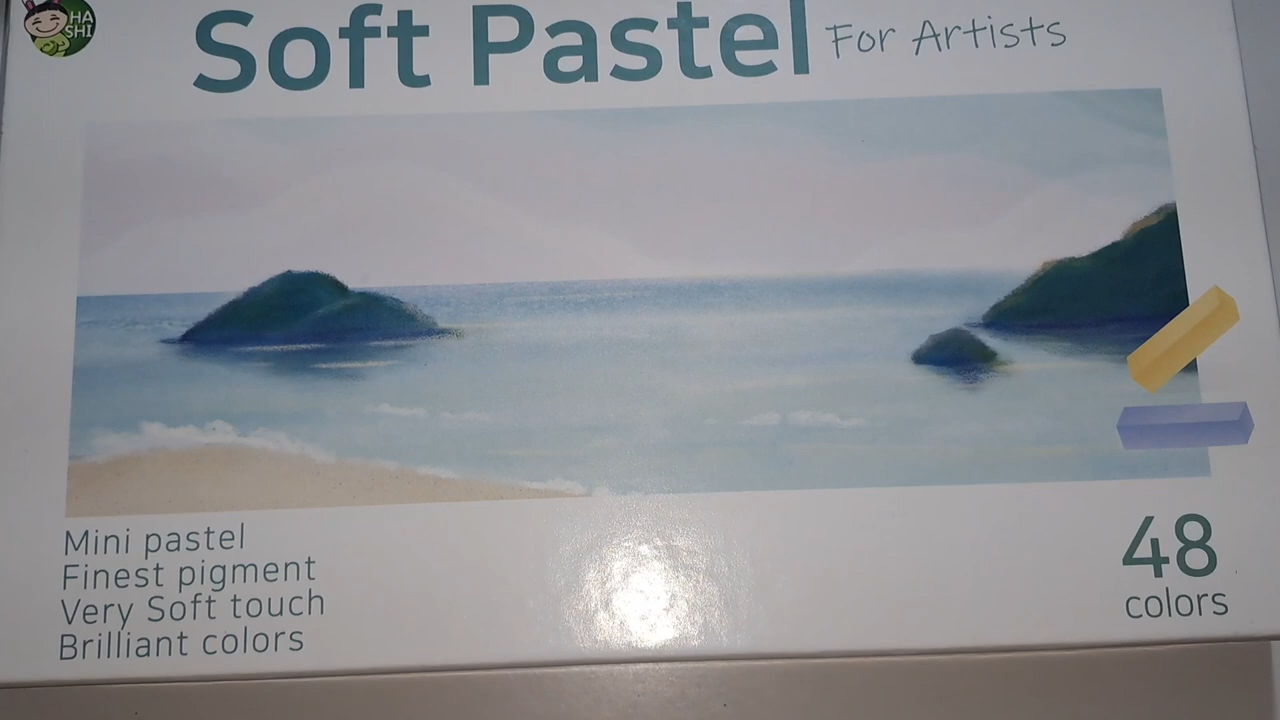 HA
SHI
Soft Pastel For Artists
Mini pastel
Finest pigment
Very Soft touch
Brilliant colors
48
colors